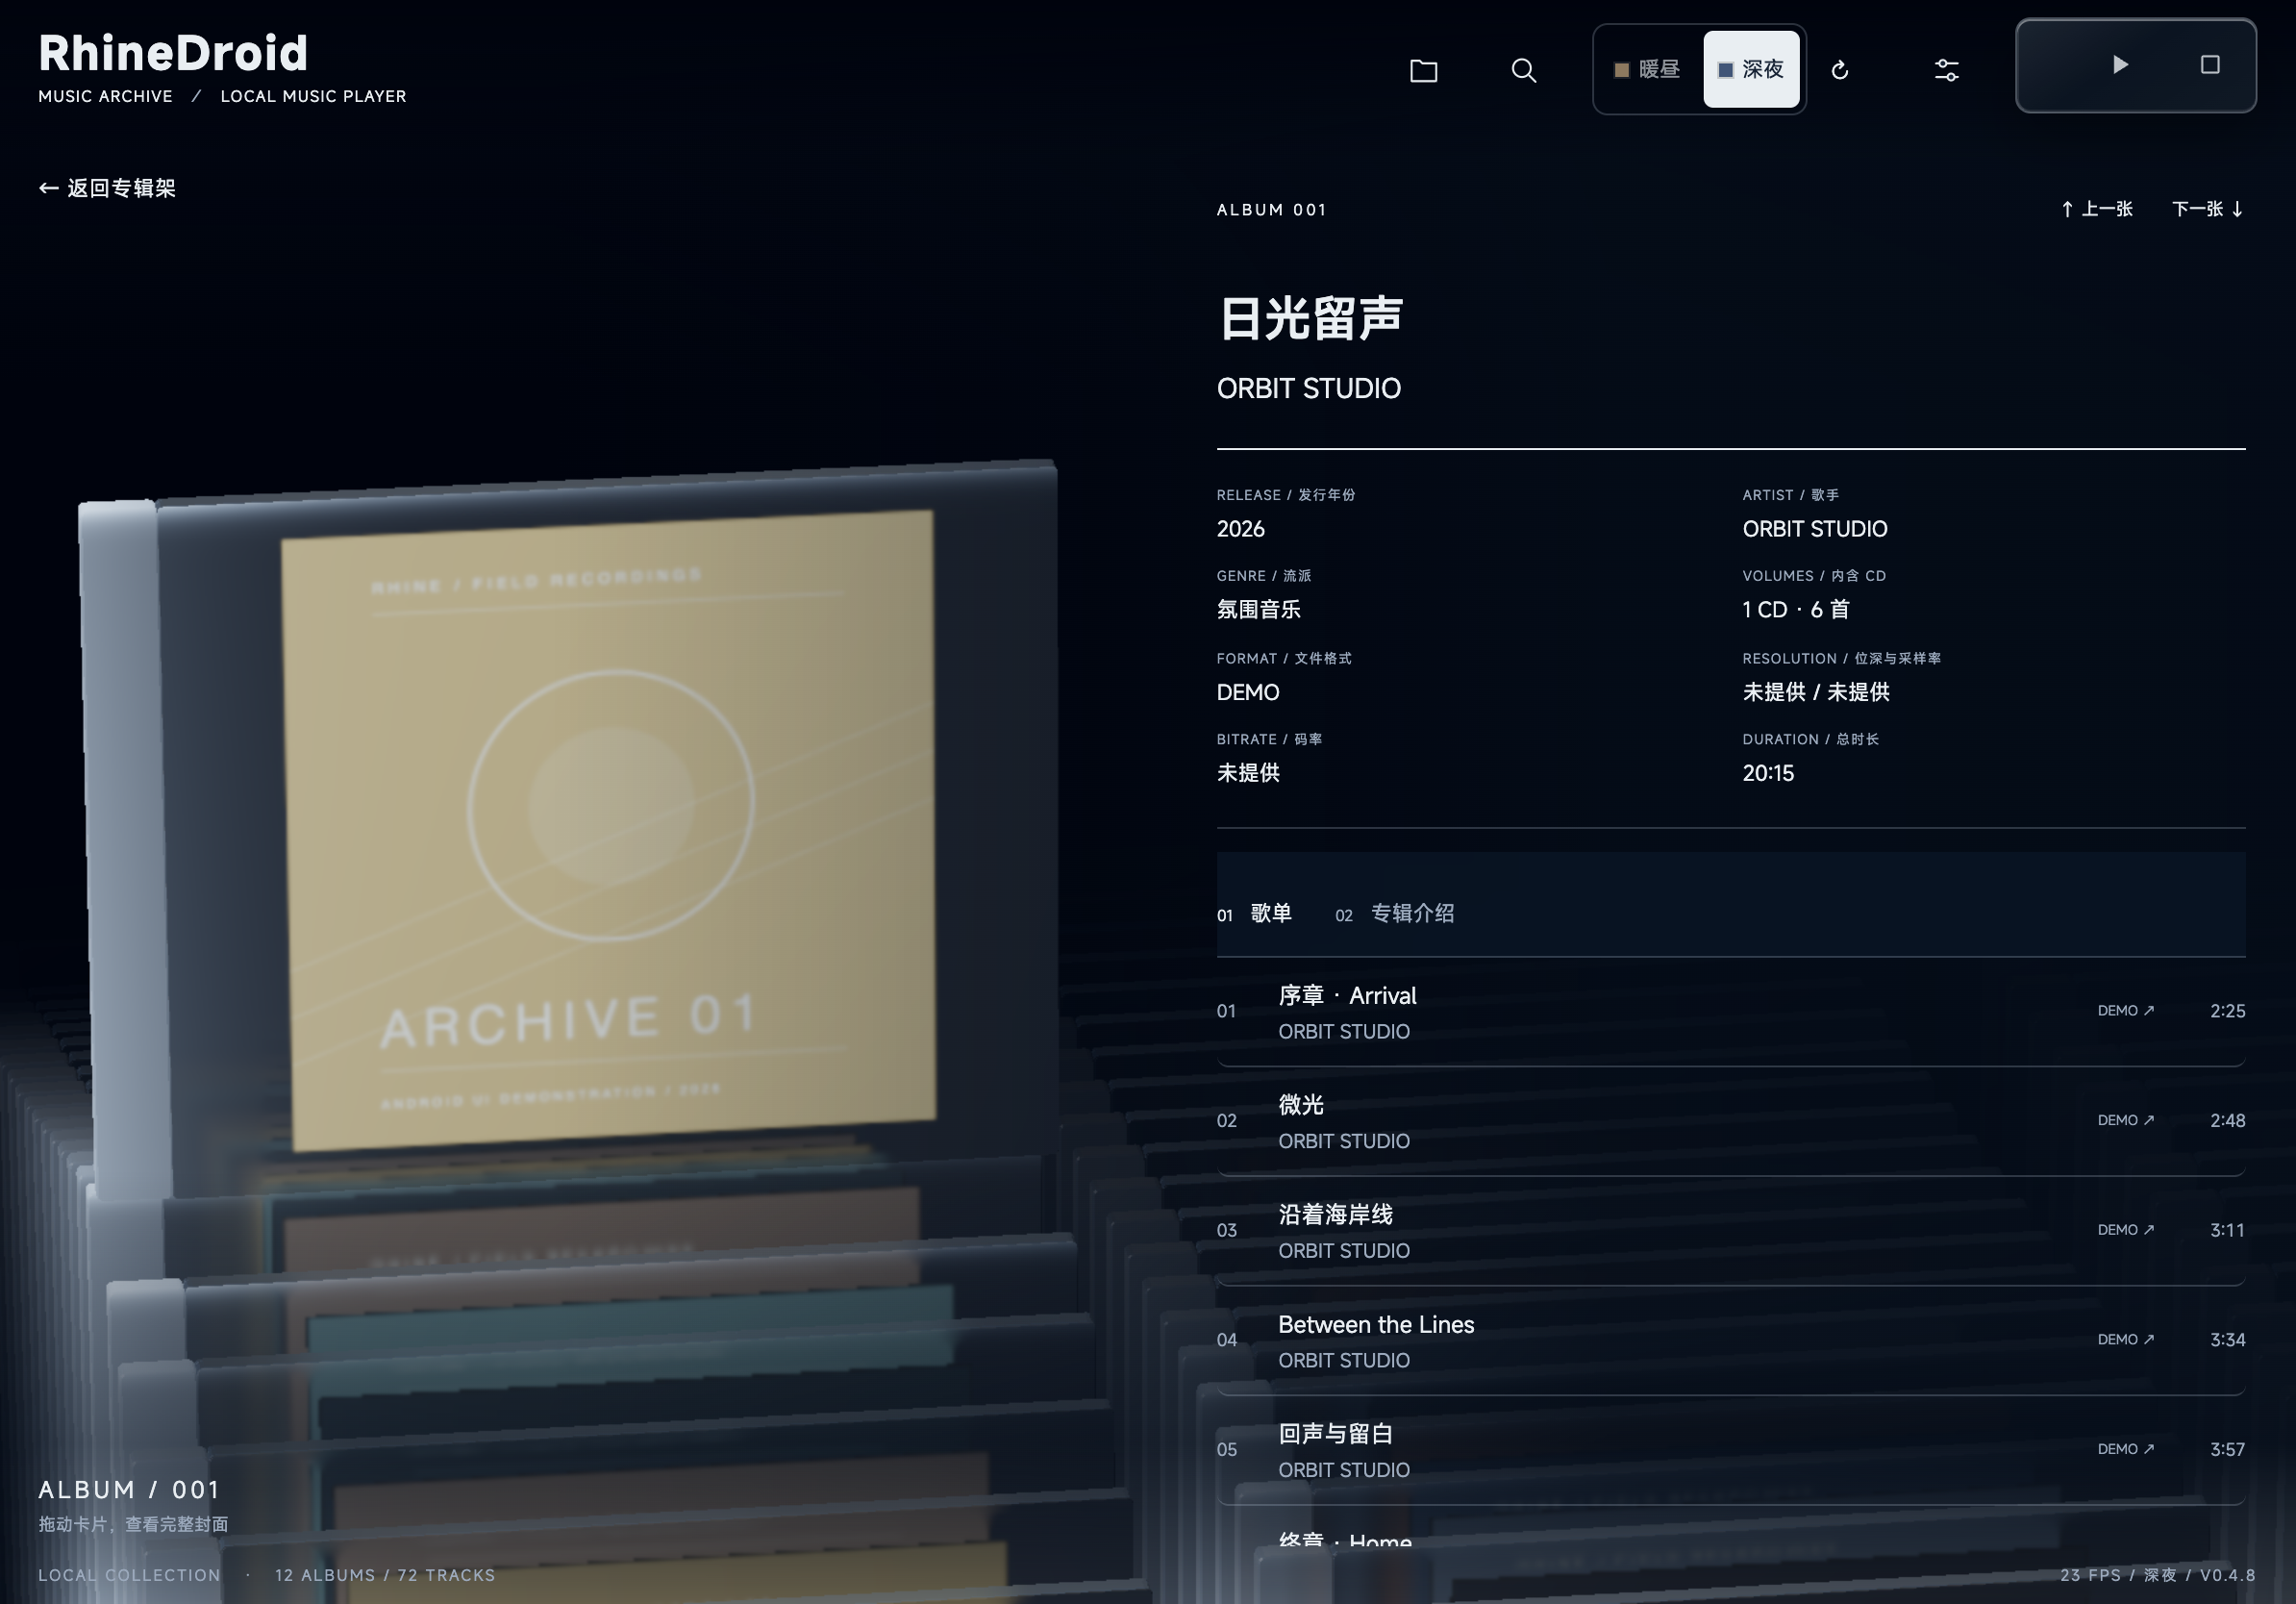 RhineDroid
MUSIC ARCHIVE / LOCAL MUSIC PLAYER
暖昼 深夜
← 返回专辑架
ALBUM 001
↑ 上一张 下一张 ↓
日光留声
ORBIT STUDIO
RELEASE / 发行年份
2026
ARTIST / 歌手
ORBIT STUDIO
GENRE / 流派
氛围音乐
VOLUMES / 内含 CD
1 CD · 6 首
FORMAT / 文件格式
DEMO
RESOLUTION / 位深与采样率
未提供 / 未提供
BITRATE / 码率
未提供
DURATION / 总时长
20:15
01 歌单 02 专辑介绍
01 序章 · Arrival
ORBIT STUDIO
DEMO ↗ 2:25
02 微光
ORBIT STUDIO
DEMO ↗ 2:48
03 沿着海岸线
ORBIT STUDIO
DEMO ↗ 3:11
04 Between the Lines
ORBIT STUDIO
DEMO ↗ 3:34
05 回声与留白
ORBIT STUDIO
DEMO ↗ 3:57
终章 · Home
RHINE / FIELD RECORDINGS
ARCHIVE 01
ANDROID UI DEMONSTRATION / 2026
ALBUM / 001
拖动卡片，查看完整封面
LOCAL COLLECTION · 12 ALBUMS / 72 TRACKS
23 FPS / 深夜 / V0.4.8